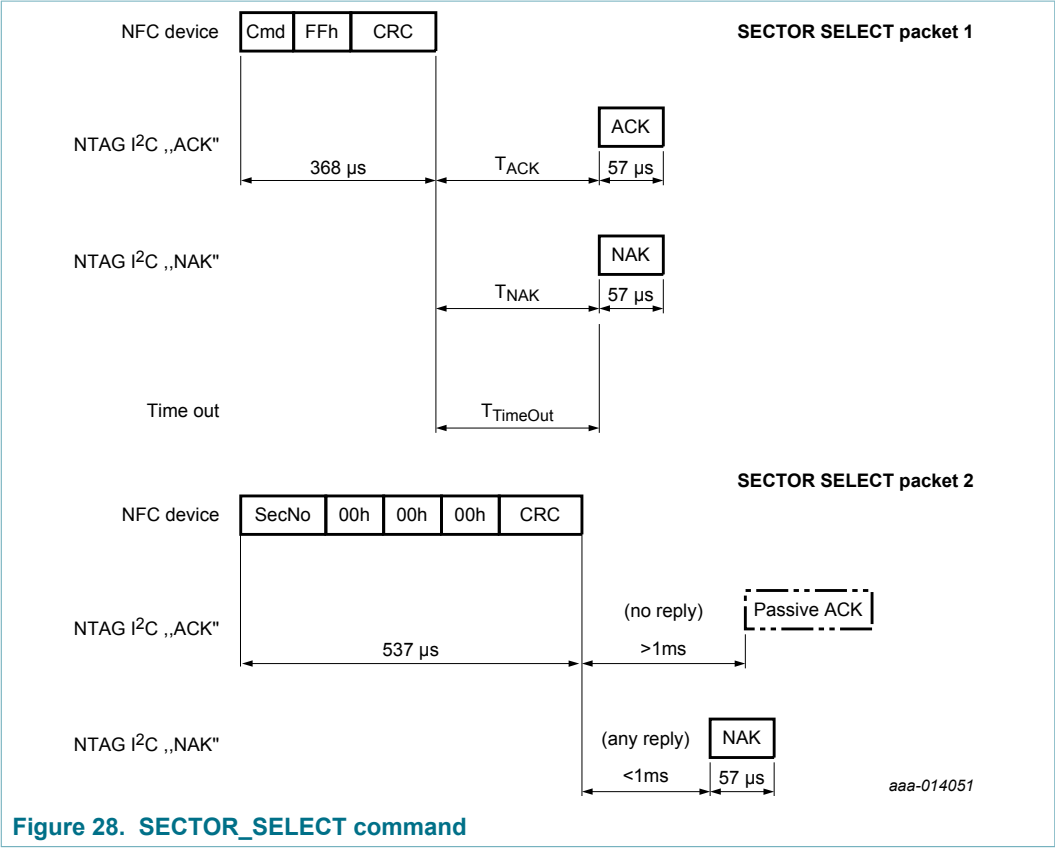 NFC device Cmd FFh CRC SECTOR SELECT packet 1
NTAG I2C ,,ACK" ACK
368 µs TACK 57 µs
NTAG I2C ,,NAK" NAK
TNAK 57 µs
Time out TTimeOut
SECTOR SELECT packet 2
NFC device SecNo 00h 00h 00h CRC
NTAG I2C ,,ACK" (no reply) Passive ACK
537 µs >1ms
NTAG I2C ,,NAK" (any reply) NAK
<1ms 57 µs
aaa-014051
Figure 28. SECTOR_SELECT command